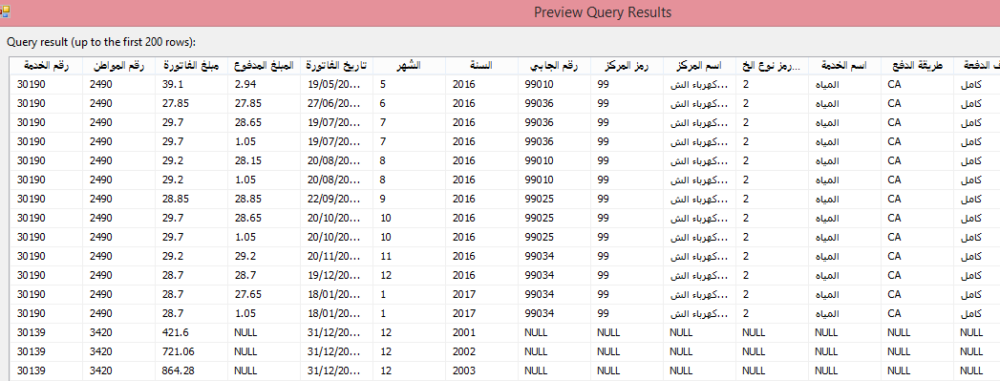 Preview Query Results
Query result (up to the first 200 rows):
رقم الخدمة رقم المواطن مبلغ الفاتورة المبلغ المدفوع تاريخ الفاتورة الشهر السنة رقم الجابي رمز المركز اسم المركز رمز نوع الخ... اسم الخدمة طريقة الدفع ف الدفعة
30190 2490 39.1 2.94 19/05/20... 5 2016 99010 99 كهرباء الش... 2 المياه CA كامل
30190 2490 27.85 27.85 27/06/20... 6 2016 99036 99 كهرباء الش... 2 المياه CA كامل
30190 2490 29.7 28.65 19/07/20... 7 2016 99036 99 كهرباء الش... 2 المياه CA كامل
30190 2490 29.7 1.05 19/07/20... 7 2016 99036 99 كهرباء الش... 2 المياه CA كامل
30190 2490 29.2 28.15 20/08/20... 8 2016 99010 99 كهرباء الش... 2 المياه CA كامل
30190 2490 29.2 1.05 20/08/20... 8 2016 99010 99 كهرباء الش... 2 المياه CA كامل
30190 2490 28.85 28.85 22/09/20... 9 2016 99025 99 كهرباء الش... 2 المياه CA كامل
30190 2490 29.7 28.65 20/10/20... 10 2016 99025 99 كهرباء الش... 2 المياه CA كامل
30190 2490 29.7 1.05 20/10/20... 10 2016 99025 99 كهرباء الش... 2 المياه CA كامل
30190 2490 29.2 29.2 20/11/20... 11 2016 99034 99 كهرباء الش... 2 المياه CA كامل
30190 2490 28.7 28.7 19/12/20... 12 2016 99034 99 كهرباء الش... 2 المياه CA كامل
30190 2490 28.7 27.65 18/01/20... 1 2017 99034 99 كهرباء الش... 2 المياه CA كامل
30190 2490 28.7 1.05 18/01/20... 1 2017 99034 99 كهرباء الش... 2 المياه CA كامل
30139 3420 421.6 NULL 31/12/20... 12 2001 NULL NULL NULL NULL NULL NULL NULL
30139 3420 721.06 NULL 31/12/20... 12 2002 NULL NULL NULL NULL NULL NULL NULL
30139 3420 864.28 NULL 31/12/20... 12 2003 NULL NULL NULL NULL NULL NULL NULL